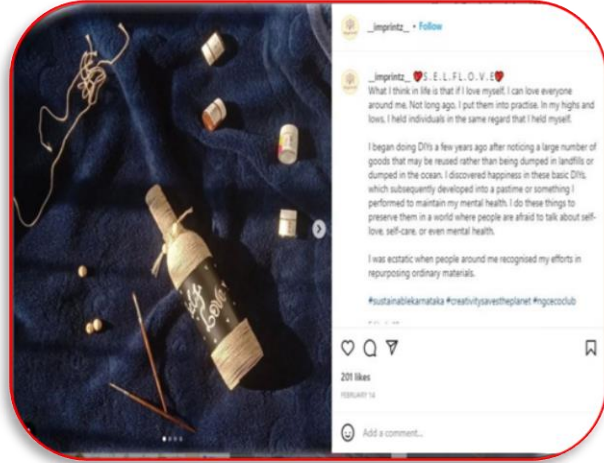 __imprintz__ • Follow
__imprintz__ ❤️S.E.L.F.L.O.V.E❤️
What I think in life is that if I love myself, I can love everyone
around me. Not long ago, I put them into practise. In my highs and
lows, I held individuals in the same regard that I held myself.
I began doing DIYs a few years ago after noticing a large number of
goods that may be reused rather than being dumped in landfills or
dumped in the ocean. I discovered happiness in these basic DIYs,
which subsequently developed into a pastime or something I
performed to maintain my mental health. I do these things to
preserve them in a world where people are afraid to talk about self-
love, self-care, or even mental health.
I was ecstatic when people around me recognised my efforts in
repurposing ordinary materials.
#sustainablekarnataka #creativitysavestheplanet #ngcecoclub
201 likes
FEBRUARY 14
Add a comment...
Self
Love